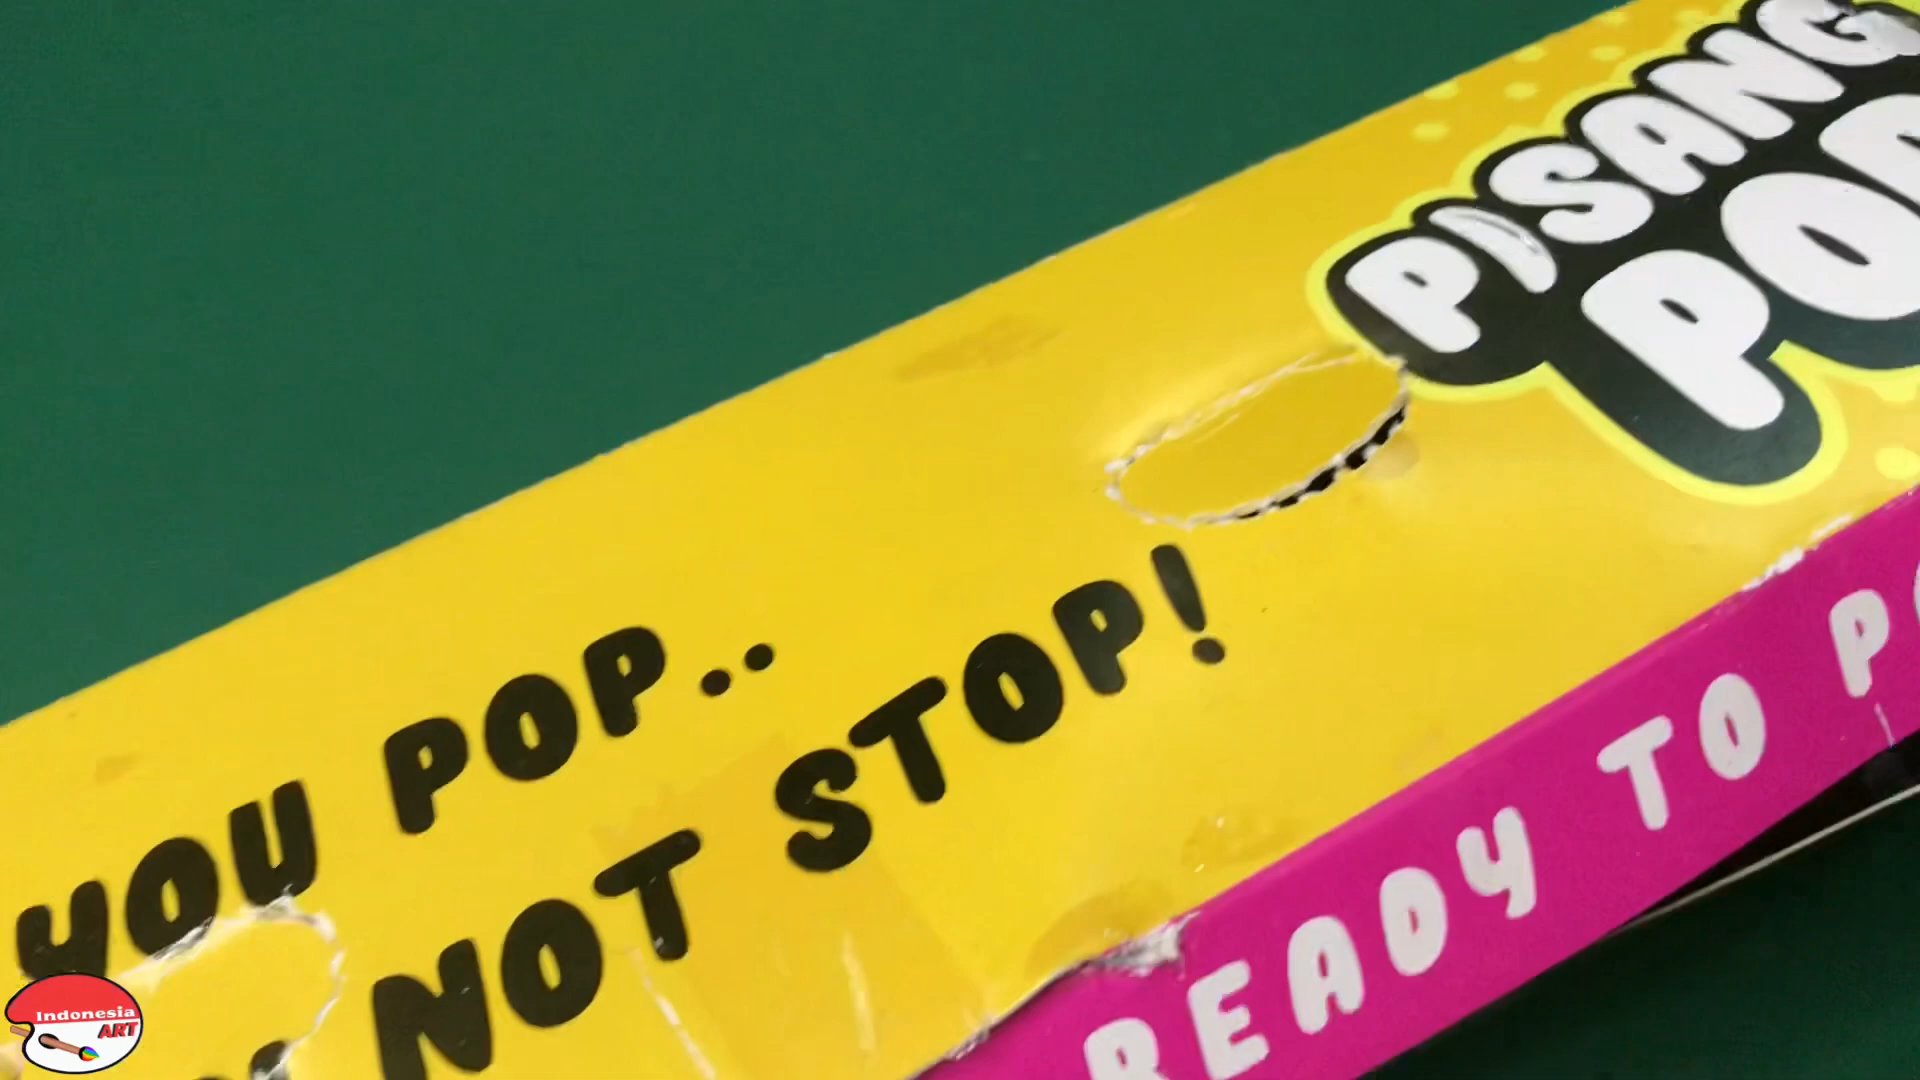 PISANG
YOU POP..
NOT STOP!
READY TO
Indonesia
ART